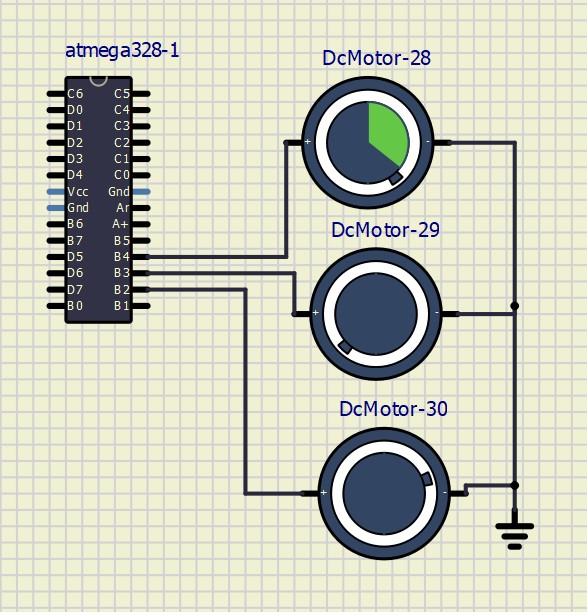 atmega328-1
C6 C5
D0 C4
D1 C3
D2 C2
D3 C1
D4 C0
Vcc Gnd
Gnd Ar
B6 A+
B7 B5
D5 B4
D6 B3
D7 B2
B0 B1
DcMotor-28
+ -
DcMotor-29
+ -
DcMotor-30
+ -